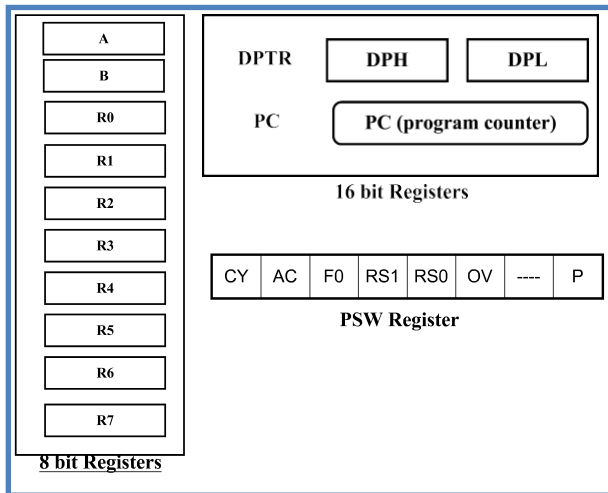 A
B
R0
R1
R2
R3
R4
R5
R6
R7
8 bit Registers
DPTR DPH DPL
PC PC (program counter)
16 bit Registers
CY AC F0 RS1 RS0 OV ---- P
PSW Register